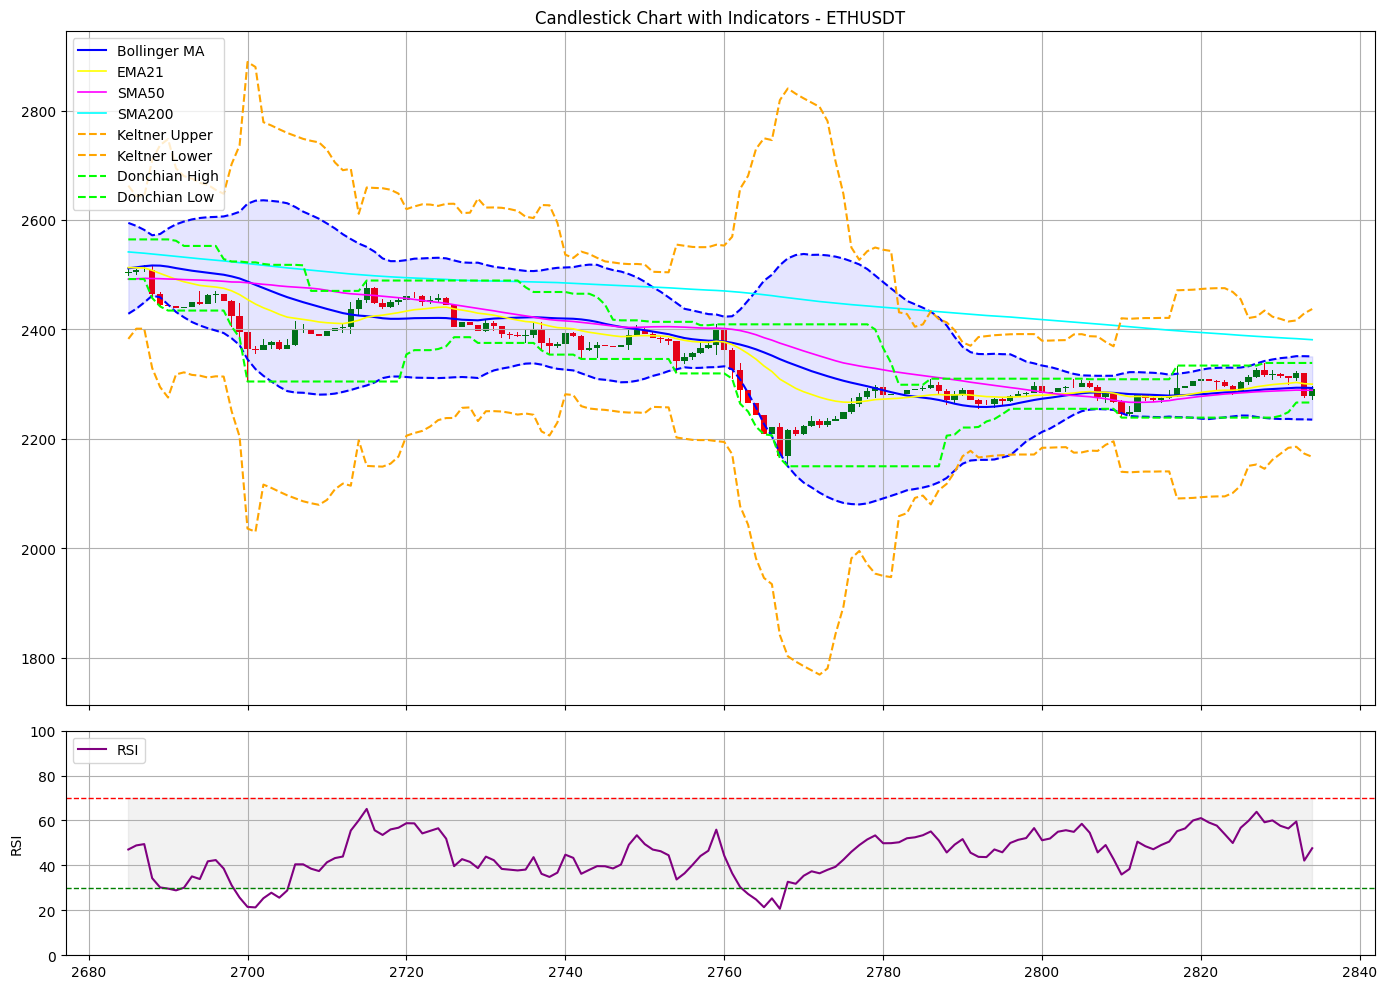 Candlestick Chart with Indicators - ETHUSDT
Bollinger MA
EMA21
SMA50
SMA200
Keltner Upper
Keltner Lower
Donchian High
Donchian Low
2800
2600
2400
2200
2000
1800
RSI
100
80
60
40
20
0
RSI
2680 2700 2720 2740 2760 2780 2800 2820 2840